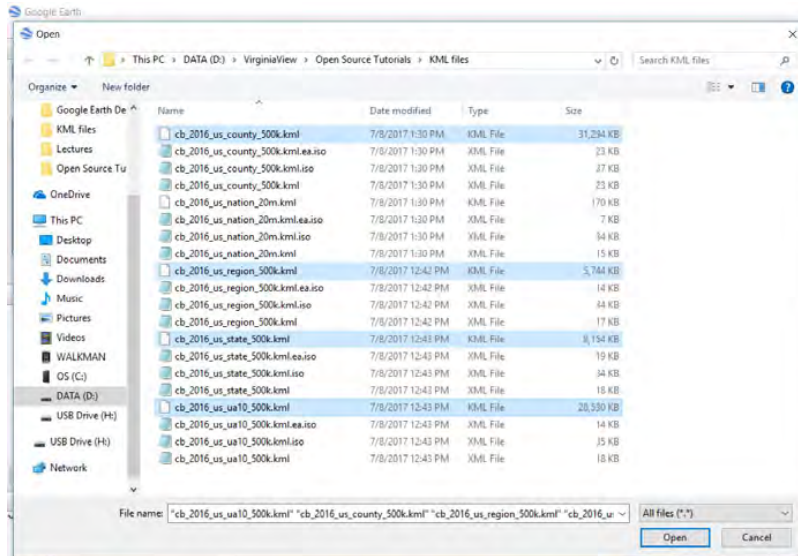 Google Earth
Open
This PC > DATA (D:) > VirginiaView > Open Source Tutorials > KML files
Search KML files
Organize New folder
Name Date modified Type Size
Google Earth De
KML files
Lectures
Open Source Tu
OneDrive
This PC
Desktop
Documents
Downloads
Music
Pictures
Videos
WALKMAN
OS (C:)
DATA (D:)
USB Drive (H:)
USB Drive (H:)
Network
cb_2016_us_county_500k.kml 7/8/2017 1:30 PM KML File 31,294 KB
cb_2016_us_county_500k.kml.ea.iso 7/8/2017 1:30 PM XML File 23 KB
cb_2016_us_county_500k.kml.iso 7/8/2017 1:30 PM XML File 37 KB
cb_2016_us_county_500k.kml 7/8/2017 1:30 PM XML File 23 KB
cb_2016_us_nation_20m.kml 7/8/2017 1:30 PM KML File 170 KB
cb_2016_us_nation_20m.kml.ea.iso 7/8/2017 1:30 PM XML File 7 KB
cb_2016_us_nation_20m.kml.iso 7/8/2017 1:30 PM XML File 34 KB
cb_2016_us_nation_20m.kml 7/8/2017 1:30 PM XML File 15 KB
cb_2016_us_region_500k.kml 7/8/2017 12:42 PM KML File 5,744 KB
cb_2016_us_region_500k.kml.ea.iso 7/8/2017 12:42 PM XML File 14 KB
cb_2016_us_region_500k.kml.iso 7/8/2017 12:42 PM XML File 44 KB
cb_2016_us_region_500k.kml 7/8/2017 12:42 PM XML File 17 KB
cb_2016_us_state_500k.kml 7/8/2017 12:43 PM KML File 8,154 KB
cb_2016_us_state_500k.kml.ea.iso 7/8/2017 12:43 PM XML File 19 KB
cb_2016_us_state_500k.kml.iso 7/8/2017 12:43 PM XML File 34 KB
cb_2016_us_state_500k.kml 7/8/2017 12:43 PM XML File 18 KB
cb_2016_us_ua10_500k.kml 7/8/2017 12:43 PM KML File 28,530 KB
cb_2016_us_ua10_500k.kml.ea.iso 7/8/2017 12:43 PM XML File 14 KB
cb_2016_us_ua10_500k.kml.iso 7/8/2017 12:43 PM XML File 35 KB
cb_2016_us_ua10_500k.kml 7/8/2017 12:43 PM XML File 18 KB
File name: "cb_2016_us_ua10_500k.kml" "cb_2016_us_county_500k.kml" "cb_2016_us_region_500k.kml" "cb_2016_u
All files (*.*)
Open Cancel